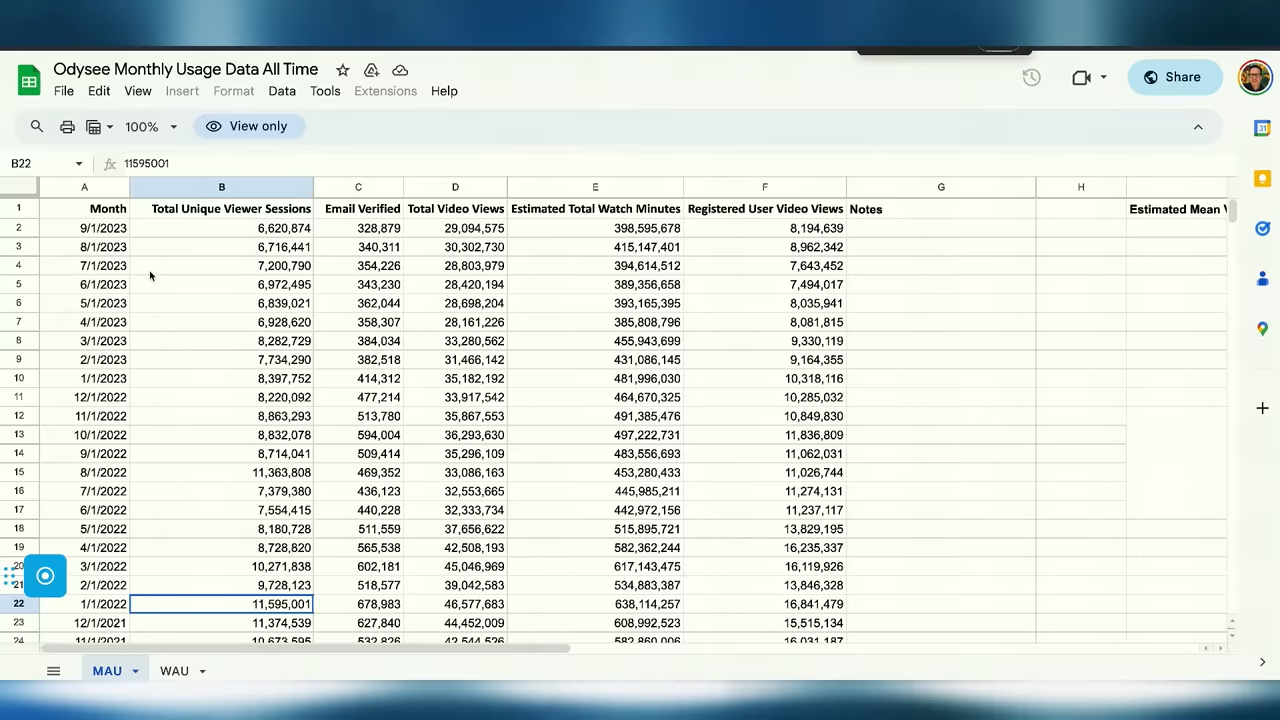 Odysee Monthly Usage Data All Time
Share
File Edit View Insert Format Data Tools Extensions Help
100% View only
31
B22 fx 11595001
A B C D E F G H
1 Month Total Unique Viewer Sessions Email Verified Total Video Views Estimated Total Watch Minutes Registered User Video Views Notes Estimated Mean
2 9/1/2023 6,620,874 328,879 29,094,575 398,595,678 8,194,639
3 8/1/2023 6,716,441 340,311 30,302,730 415,147,401 8,962,342
4 7/1/2023 7,200,790 354,226 28,803,979 394,614,512 7,643,452
5 6/1/2023 6,972,495 343,230 28,420,194 389,356,658 7,494,017
6 5/1/2023 6,839,021 362,044 28,698,204 393,165,395 8,035,941
7 4/1/2023 6,928,620 358,307 28,161,226 385,808,796 8,081,815
8 3/1/2023 8,282,729 384,034 33,280,562 455,943,699 9,330,119
9 2/1/2023 7,734,290 382,518 31,466,142 431,086,145 9,164,355
10 1/1/2023 8,397,752 414,312 35,182,192 481,996,030 10,318,116
11 12/1/2022 8,220,092 477,214 33,917,542 464,670,325 10,285,032
12 11/1/2022 8,863,293 513,780 35,867,553 491,385,476 10,849,830
13 10/1/2022 8,832,078 594,004 36,293,630 497,222,731 11,836,809
14 9/1/2022 8,714,041 509,414 35,296,109 483,556,693 11,062,031
15 8/1/2022 11,363,808 469,352 33,086,163 453,280,433 11,026,744
16 7/1/2022 7,379,380 436,123 32,553,665 445,985,211 11,274,131
17 6/1/2022 7,554,415 440,228 32,333,734 442,972,156 11,237,117
18 5/1/2022 8,180,728 511,559 37,656,622 515,895,721 13,829,195
19 4/1/2022 8,728,820 565,538 42,508,193 582,362,244 16,235,337
20 3/1/2022 10,271,838 602,181 45,046,969 617,143,475 16,119,926
21 2/1/2022 9,728,123 518,577 39,042,583 534,883,387 13,846,328
22 1/1/2022 11,595,001 678,983 46,577,683 638,114,257 16,841,479
23 12/1/2021 11,374,539 627,840 44,452,009 608,992,523 15,515,134
24 11/1/2021 10,673,595 532,826 42,544,526 582,860,006 16,031,187
MAU WAU